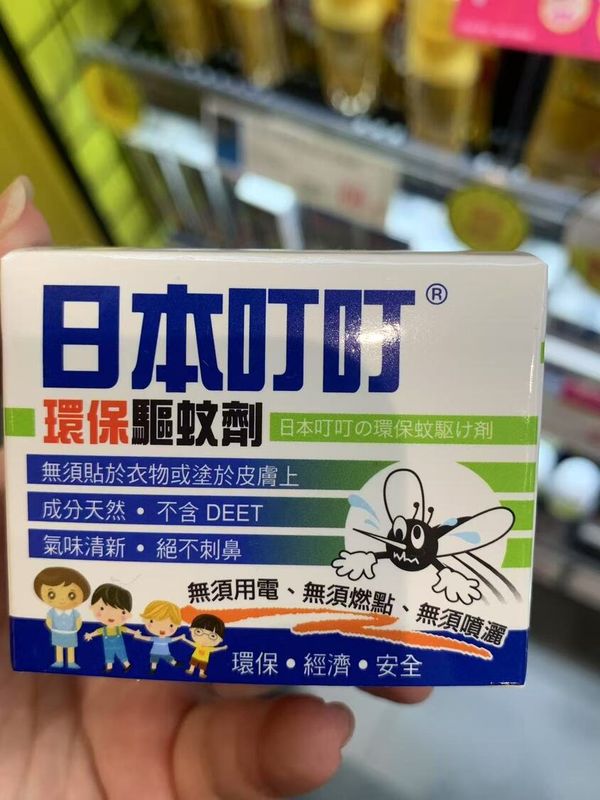 日本叮叮®
環保驅蚊劑
日本叮叮の環保蚊駆け剤
無須貼於衣物或塗於皮膚上
成分天然・不含 DEET
氣味清新・絕不刺鼻
無須用電、無須燃點、無須噴灑
環保・經濟・安全